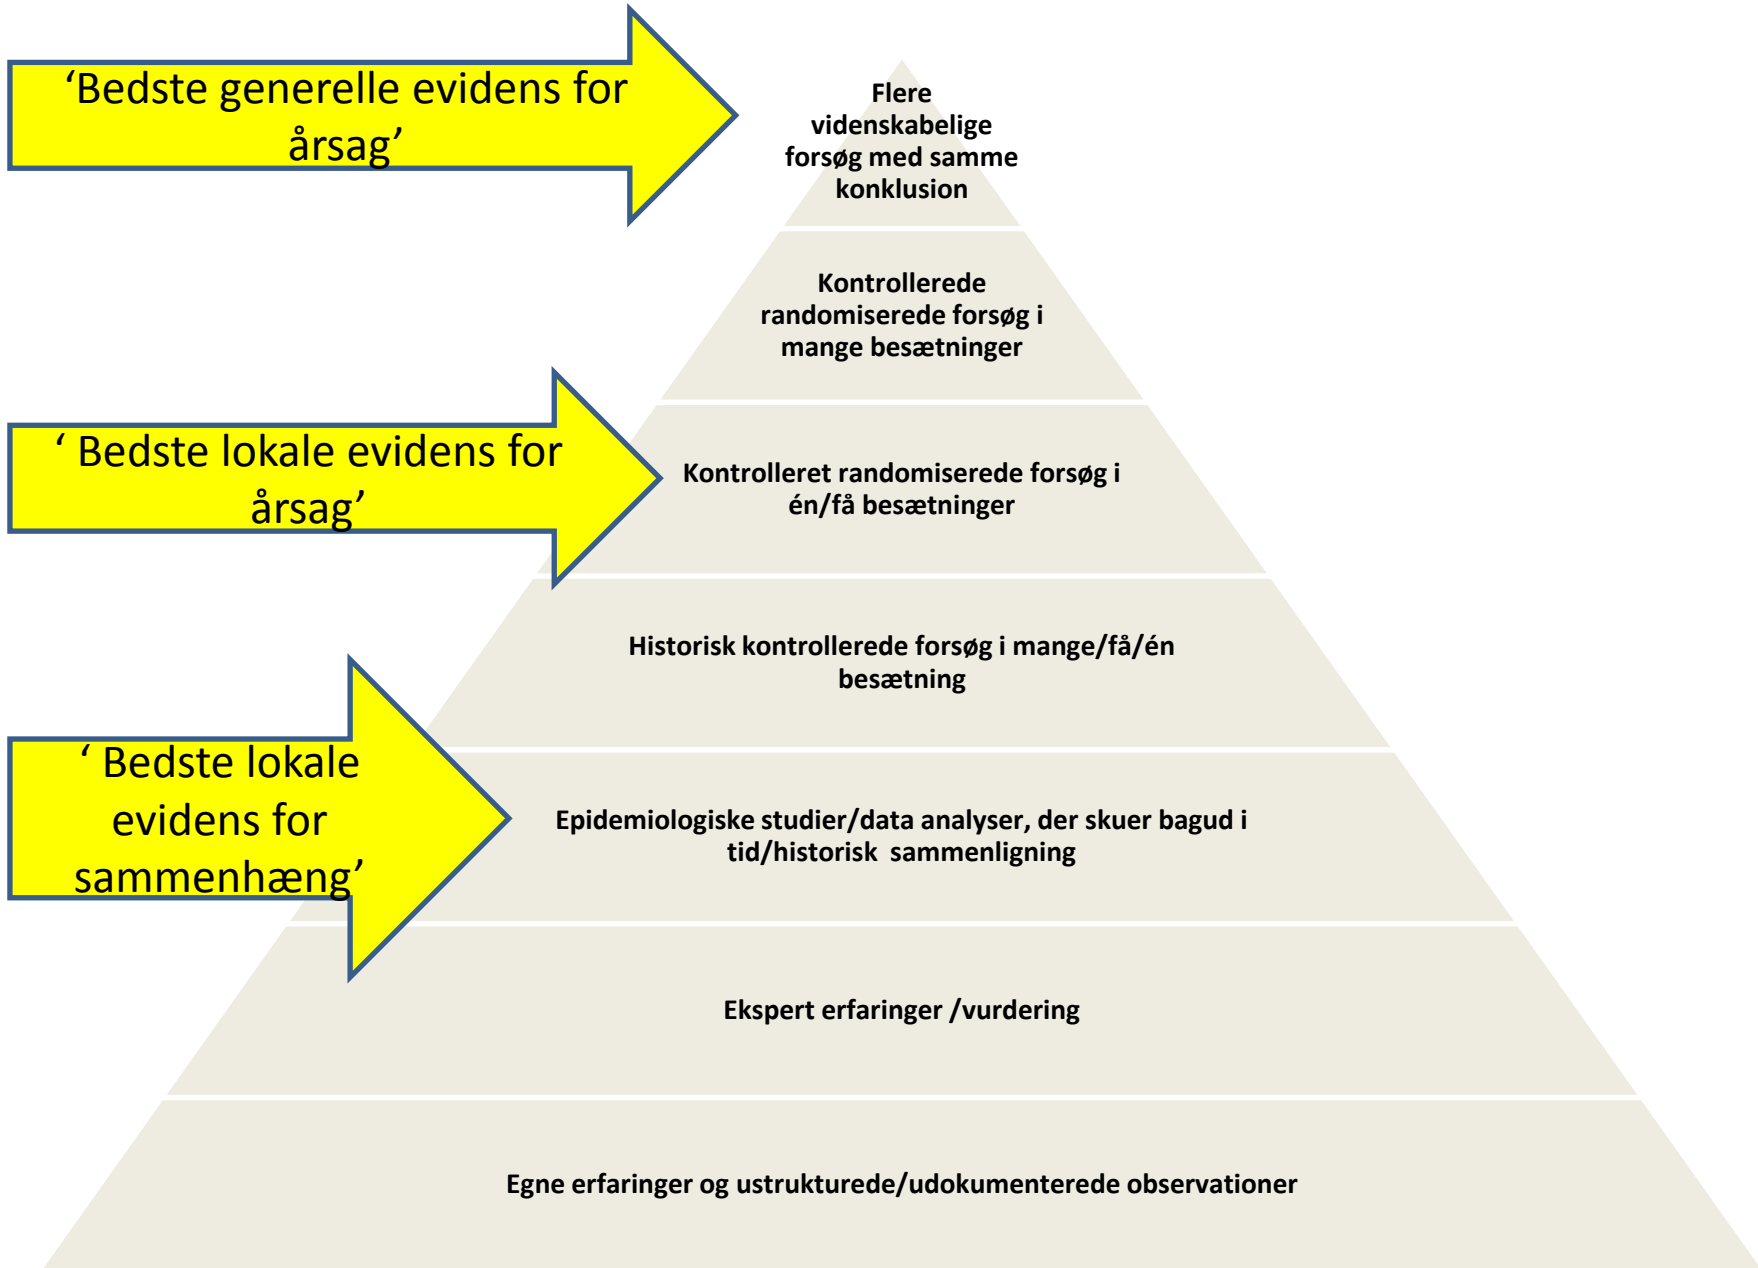 ‘Bedste generelle evidens for
årsag’
Flere
videnskabelige
forsøg med samme
konklusion
Kontrollerede
randomiserede forsøg i
mange besætninger
‘ Bedste lokale evidens for
årsag’
Kontrolleret randomiserede forsøg i
én/få besætninger
Historisk kontrollerede forsøg i mange/få/én
besætning
‘ Bedste lokale
evidens for
sammenhæng’
Epidemiologiske studier/data analyser, der skuer bagud i
tid/historisk sammenligning
Ekspert erfaringer /vurdering
Egne erfaringer og ustrukturede/udokumenterede observationer